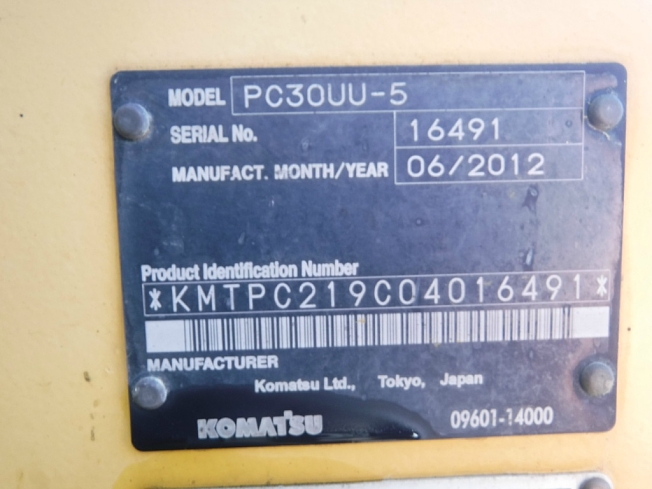 MODEL PC30UU-5
SERIAL No. 16491
MANUFACT. MONTH/YEAR 06/2012
Product Identification Number
*KMTPC219C04016491*
MANUFACTURER
Komatsu Ltd., Tokyo, Japan
KOMATSU 09601-14000